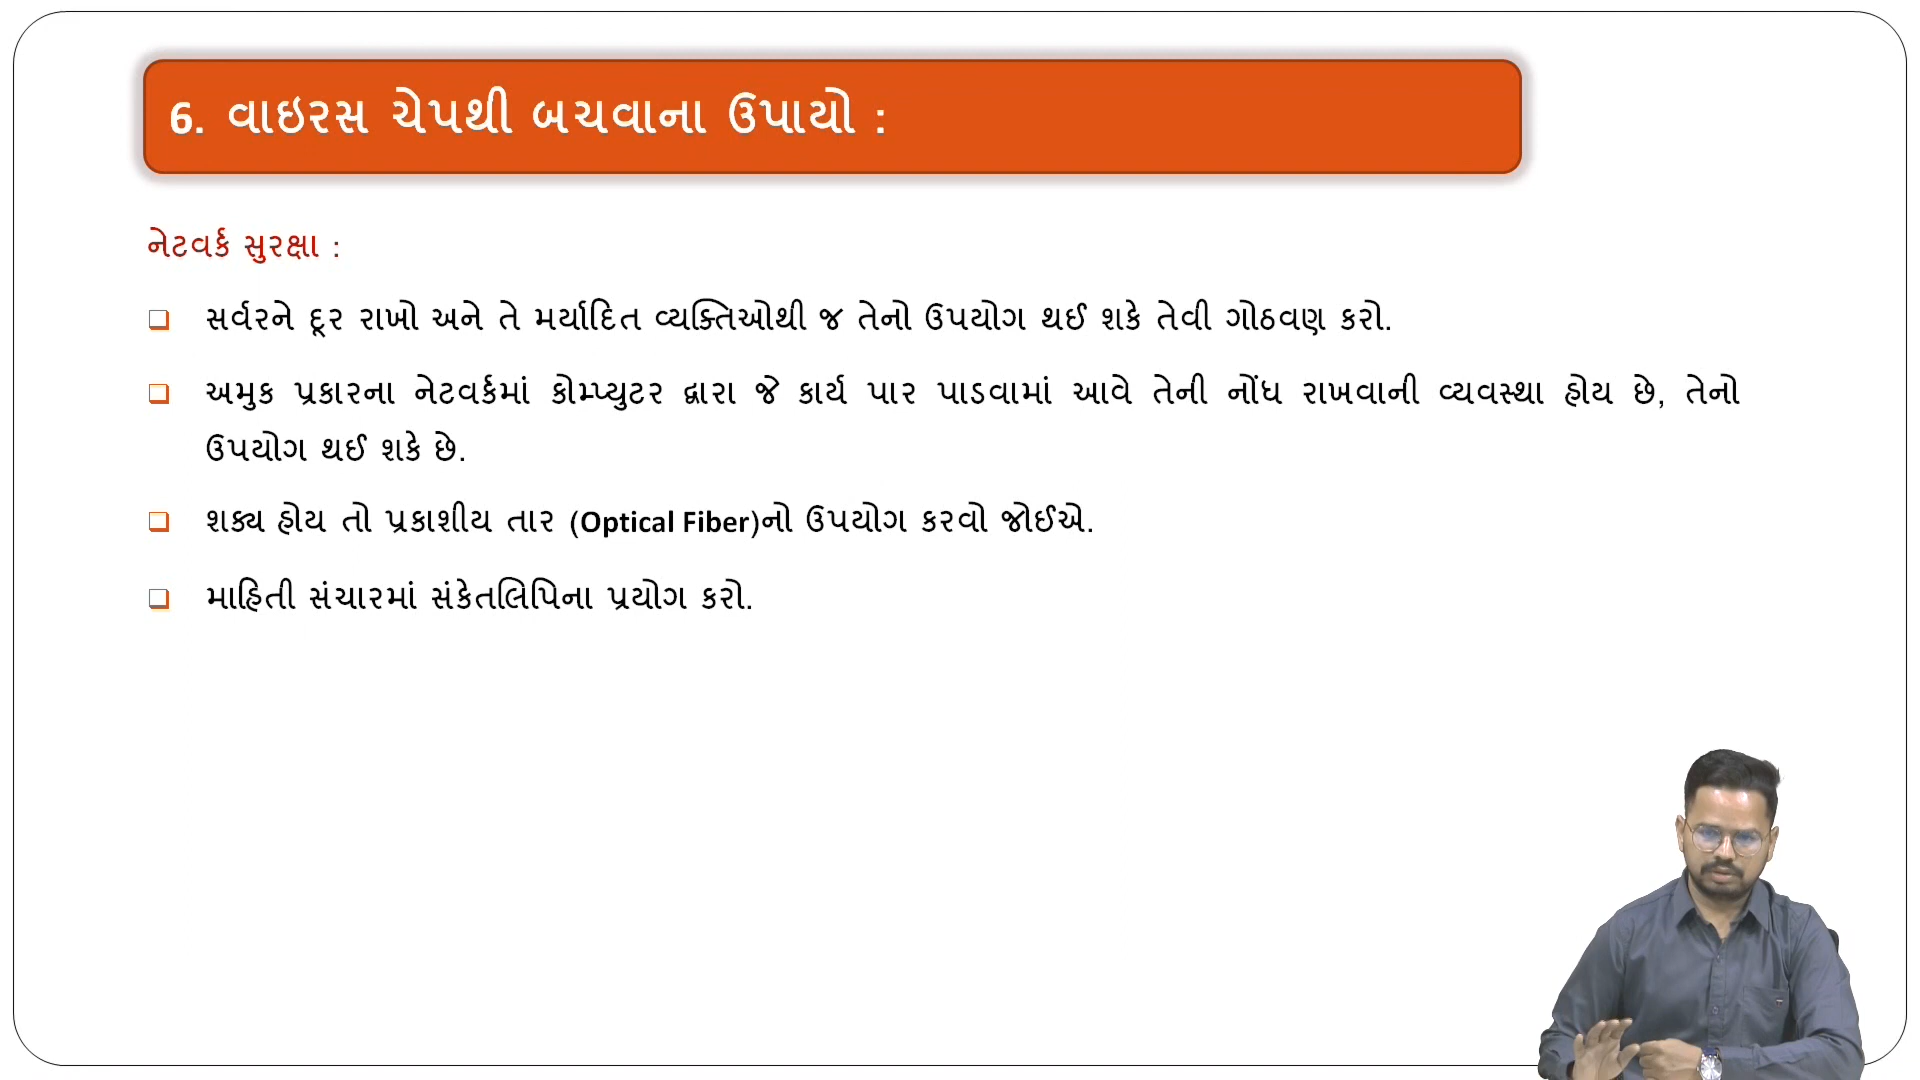 6. વાઇરસ ચેપથી બચવાના ઉપાયો :
નેટવર્ક સુરક્ષા :
સર્વરને દૂર રાખો અને તે મર્યાદિત વ્યક્તિઓથી જ તેનો ઉપયોગ થઈ શકે તેવી ગોઠવણ કરો.
અમુક પ્રકારના નેટવર્કમાં કોમ્પ્યુટર દ્વારા જે કાર્ય પાર પાડવામાં આવે તેની નોંધ રાખવાની વ્યવસ્થા હોય છે, તેનો
ઉપયોગ થઈ શકે છે.
શક્ય હોય તો પ્રકાશીય તાર (Optical Fiber)નો ઉપયોગ કરવો જોઈએ.
માહિતી સંચારમાં સંકેતલિપિના પ્રયોગ કરો.